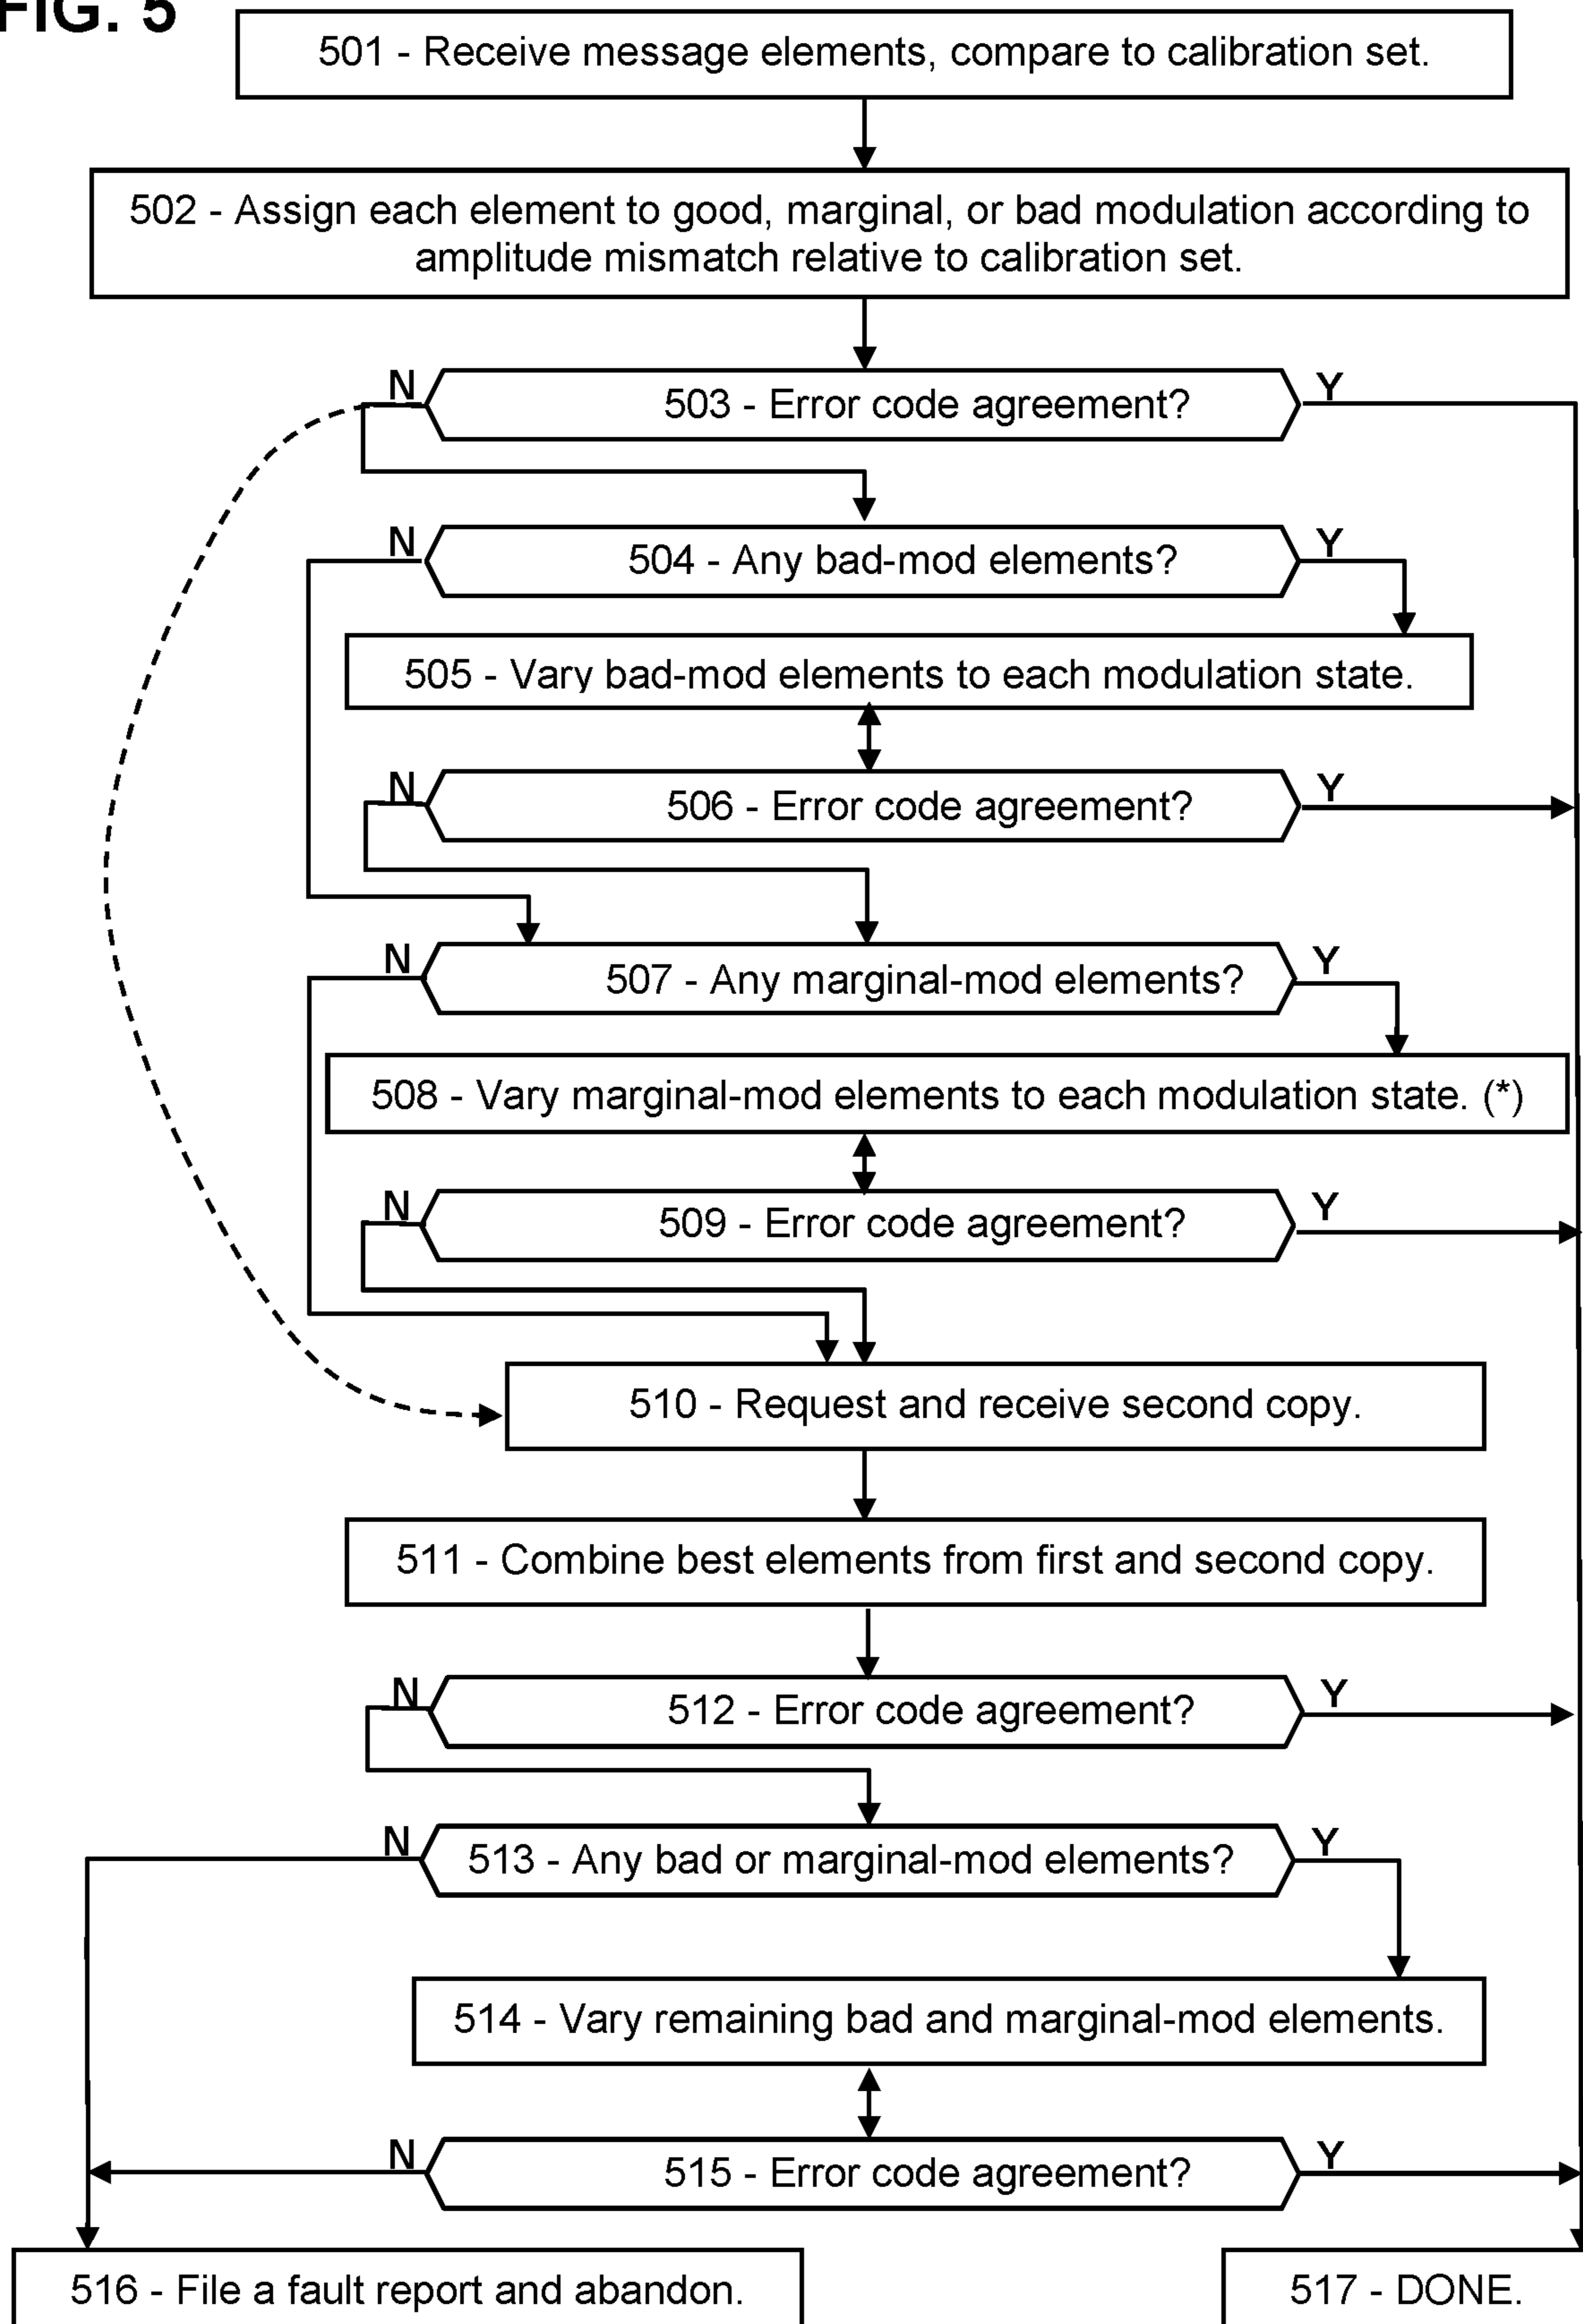 FIG. 5
501 - Receive message elements, compare to calibration set.
502 - Assign each element to good, marginal, or bad modulation according to
amplitude mismatch relative to calibration set.
N
Y
503 - Error code agreement?
N
Y
504 - Any bad-mod elements?
505 - Vary bad-mod elements to each modulation state.
N
Y
506 - Error code agreement?
N
Y
507 - Any marginal-mod elements?
508 - Vary marginal-mod elements to each modulation state. (*)
N
Y
509 - Error code agreement?
510 - Request and receive second copy.
511 - Combine best elements from first and second copy.
N
Y
512 - Error code agreement?
N
Y
513 - Any bad or marginal-mod elements?
514 - Vary remaining bad and marginal-mod elements.
N
Y
515 - Error code agreement?
516 - File a fault report and abandon.
517 - DONE.